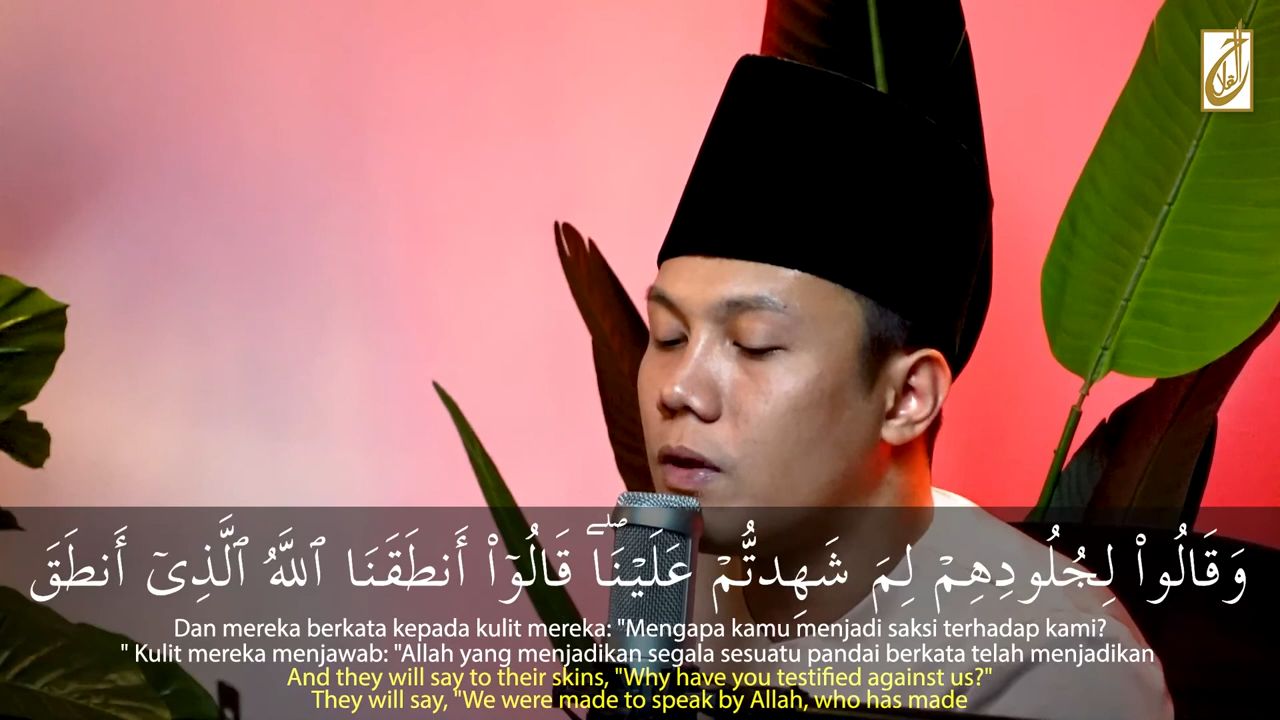 وَقَالُوا۟ لِجُلُودِهِمْ لِمَ شَهِدتُّمْ عَلَيْنَا ۖ قَالُوٓا۟ أَنطَقَنَا ٱللَّهُ ٱلَّذِىٓ أَنطَقَ
Dan mereka berkata kepada kulit mereka: "Mengapa kamu menjadi saksi terhadap kami?
" Kulit mereka menjawab: "Allah yang menjadikan segala sesuatu pandai berkata telah menjadikan
And they will say to their skins, "Why have you testified against us?"
They will say, "We were made to speak by Allah, who has made